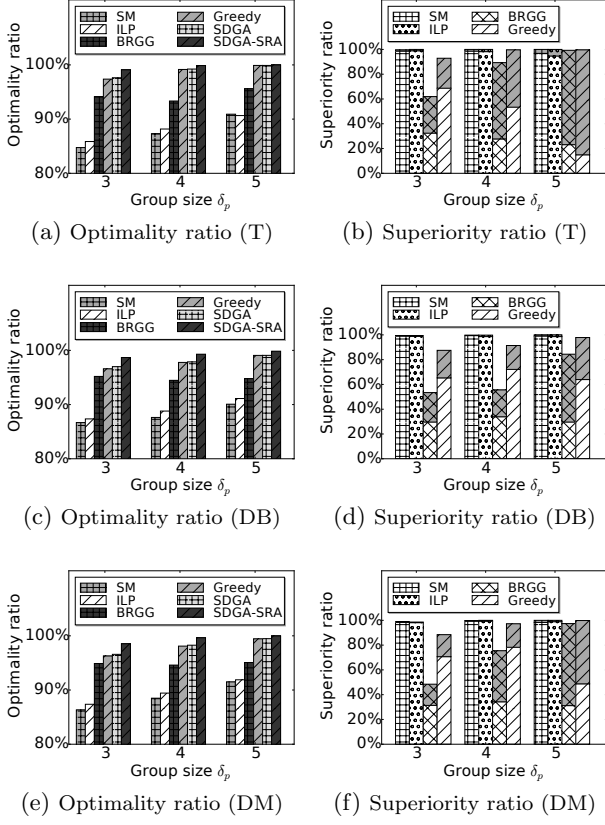 SM
ILP
BRGG
Greedy
SDGA
SDGA-SRA
Optimality ratio
100%
90%
80%
3 4 5
Group size δp
(a) Optimality ratio (T)
SM
ILP
BRGG
Greedy
Superiority ratio
100%
80%
60%
40%
20%
0%
3 4 5
Group size δp
(b) Superiority ratio (T)
SM
ILP
BRGG
Greedy
SDGA
SDGA-SRA
Optimality ratio
100%
90%
80%
3 4 5
Group size δp
(c) Optimality ratio (DB)
SM
ILP
BRGG
Greedy
Superiority ratio
100%
80%
60%
40%
20%
0%
3 4 5
Group size δp
(d) Superiority ratio (DB)
SM
ILP
BRGG
Greedy
SDGA
SDGA-SRA
Optimality ratio
100%
90%
80%
3 4 5
Group size δp
(e) Optimality ratio (DM)
SM
ILP
BRGG
Greedy
Superiority ratio
100%
80%
60%
40%
20%
0%
3 4 5
Group size δp
(f) Superiority ratio (DM)